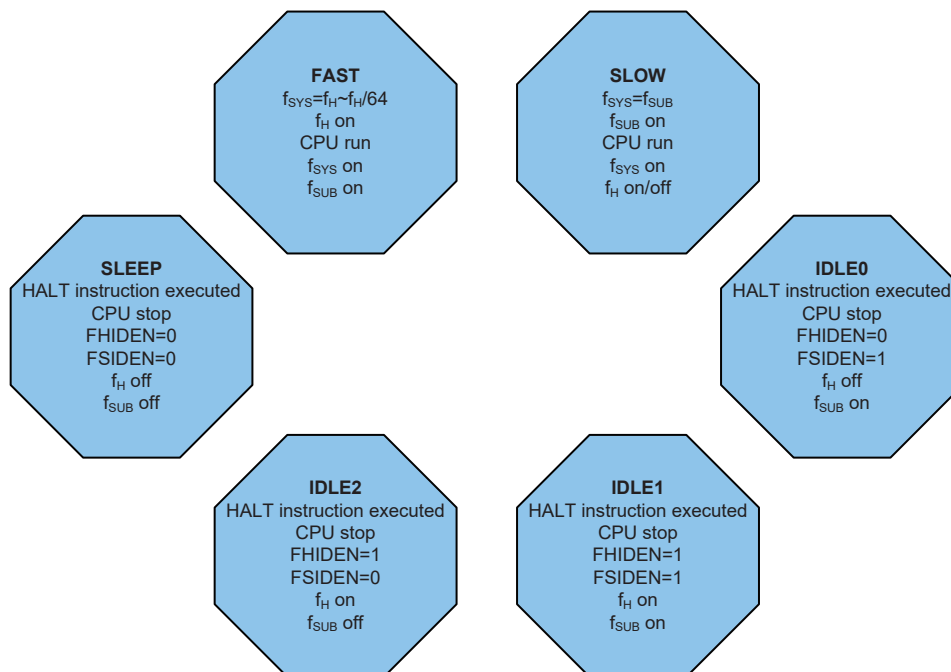 FAST
fSYS=fH~fH/64
fH on
CPU run
fSYS on
fSUB on
SLOW
fSYS=fSUB
fSUB on
CPU run
fSYS on
fH on/off
SLEEP
HALT instruction executed
CPU stop
FHIDEN=0
FSIDEN=0
fH off
fSUB off
IDLE0
HALT instruction executed
CPU stop
FHIDEN=0
FSIDEN=1
fH off
fSUB on
IDLE2
HALT instruction executed
CPU stop
FHIDEN=1
FSIDEN=0
fH on
fSUB off
IDLE1
HALT instruction executed
CPU stop
FHIDEN=1
FSIDEN=1
fH on
fSUB on